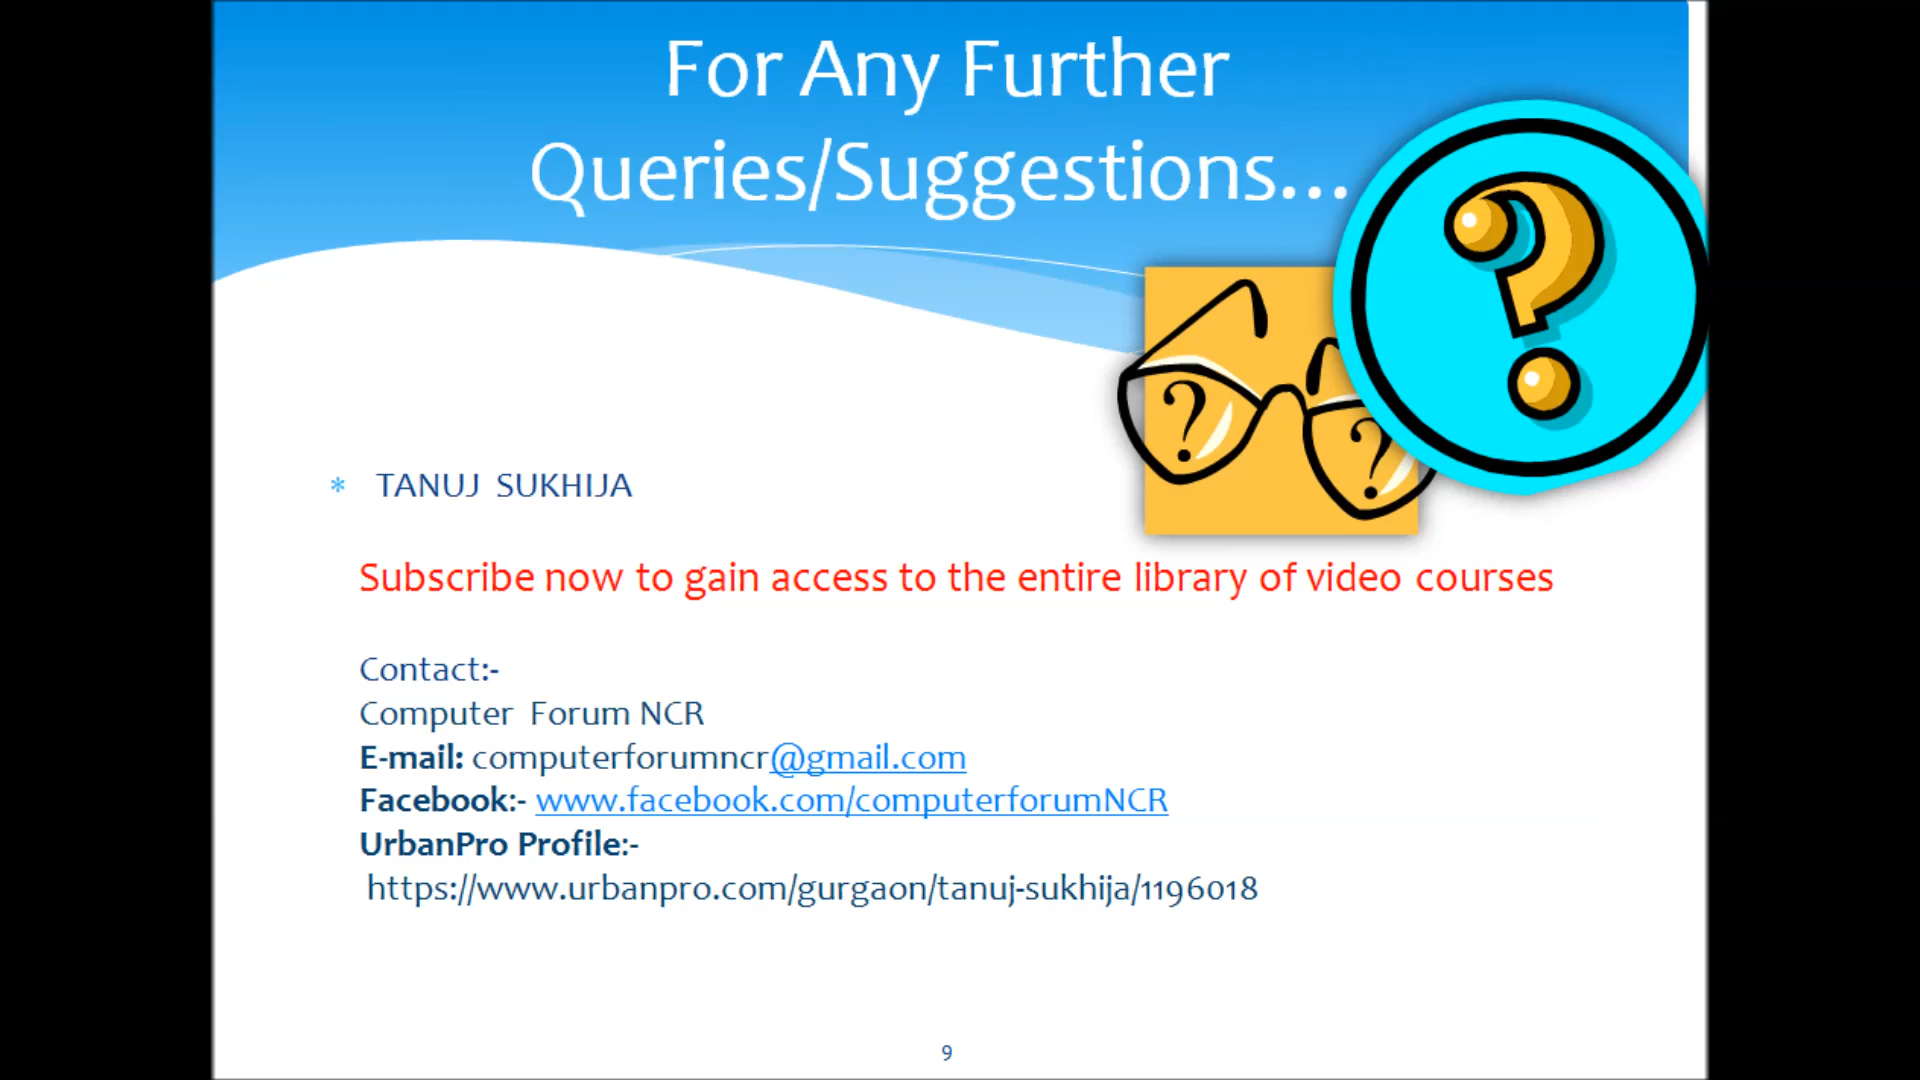 For Any Further
Queries/Suggestions...
?
? ?
* TANUJ SUKHIJA
Subscribe now to gain access to the entire library of video courses
Contact:-
Computer Forum NCR
E-mail: computerforumncr@gmail.com
Facebook:- www.facebook.com/computerforumNCR
UrbanPro Profile:-
https://www.urbanpro.com/gurgaon/tanuj-sukhija/1196018
9